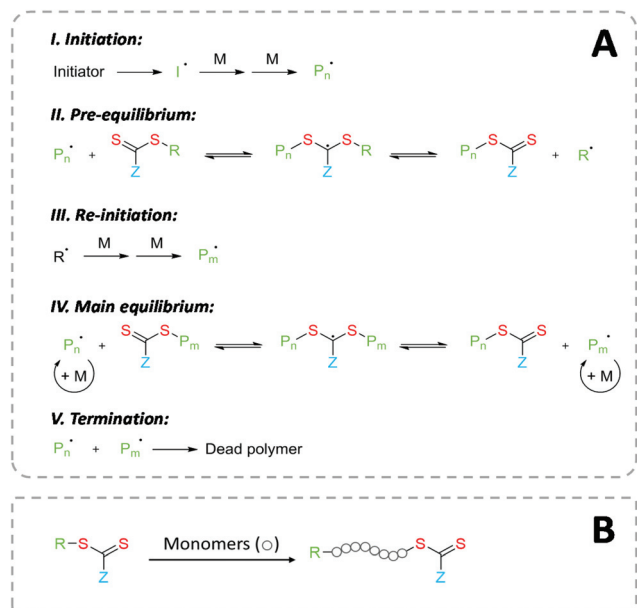 A
I. Initiation:
Initiator I• M M Pn•
II. Pre-equilibrium:
Pn• + S S R Z Pn S S R Z Pn S S Z + R•
III. Re-initiation:
R• M M Pm•
IV. Main equilibrium:
Pn• + S S Pm Z Pn S S Pm Z Pn S S Z + Pm•
+ M + M
V. Termination:
Pn• + Pm• Dead polymer
B
R S S Z Monomers (○) R S S Z